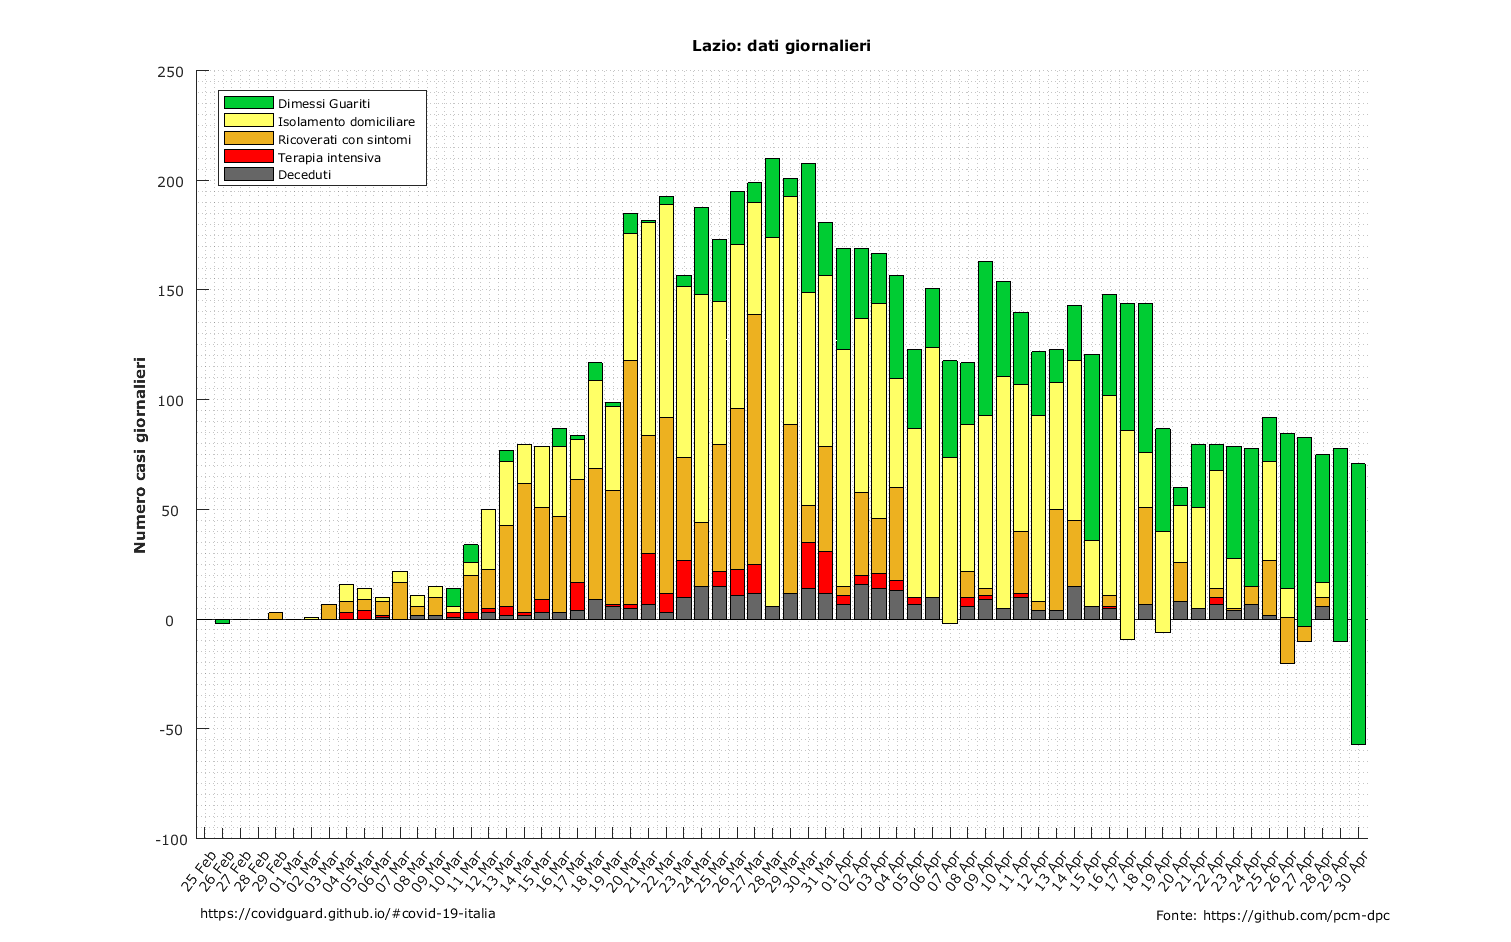 Lazio: dati giornalieri
250
200
150
100
50
0
-50
-100
Numero casi giornalieri
Dimessi Guariti
Isolamento domiciliare
Ricoverati con sintomi
Terapia intensiva
Deceduti
25 Feb
26 Feb
27 Feb
28 Feb
29 Feb
01 Mar
02 Mar
03 Mar
04 Mar
05 Mar
06 Mar
07 Mar
08 Mar
09 Mar
10 Mar
11 Mar
12 Mar
13 Mar
14 Mar
15 Mar
16 Mar
17 Mar
18 Mar
19 Mar
20 Mar
21 Mar
22 Mar
23 Mar
24 Mar
25 Mar
26 Mar
27 Mar
28 Mar
29 Mar
30 Mar
31 Mar
01 Apr
02 Apr
03 Apr
04 Apr
05 Apr
06 Apr
07 Apr
08 Apr
09 Apr
10 Apr
11 Apr
12 Apr
13 Apr
14 Apr
15 Apr
16 Apr
17 Apr
18 Apr
19 Apr
20 Apr
21 Apr
22 Apr
23 Apr
24 Apr
25 Apr
26 Apr
27 Apr
28 Apr
29 Apr
30 Apr
https://covidguard.github.io/#covid-19-italia
Fonte: https://github.com/pcm-dpc